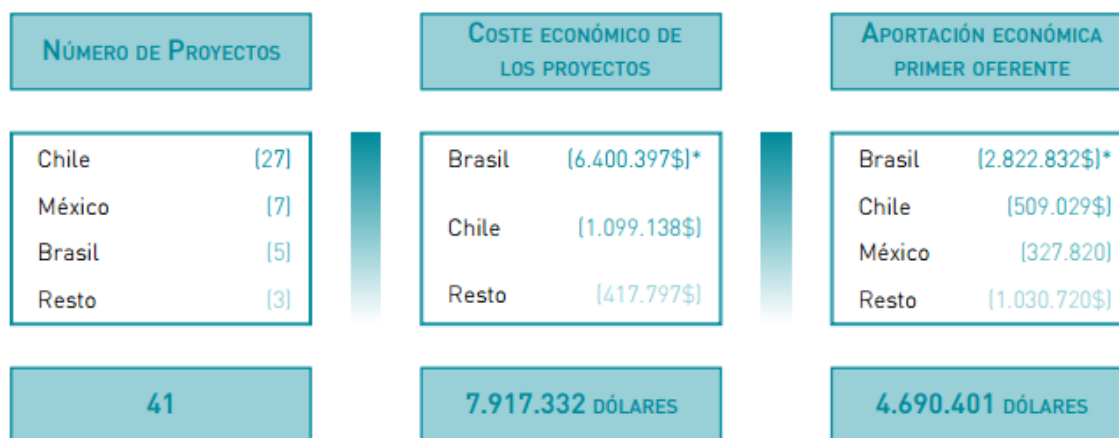 NÚMERO DE PROYECTOS
Chile (27)
México (7)
Brasil (5)
Resto (3)
41
COSTE ECONÓMICO DE
LOS PROYECTOS
Brasil (6.400.397$)*
Chile (1.099.138$)
Resto (417.797$)
7.917.332 DÓLARES
APORTACIÓN ECONÓMICA
PRIMER OFERENTE
Brasil (2.822.832$)*
Chile (509.029$)
México (327.820)
Resto (1.030.720$)
4.690.401 DÓLARES